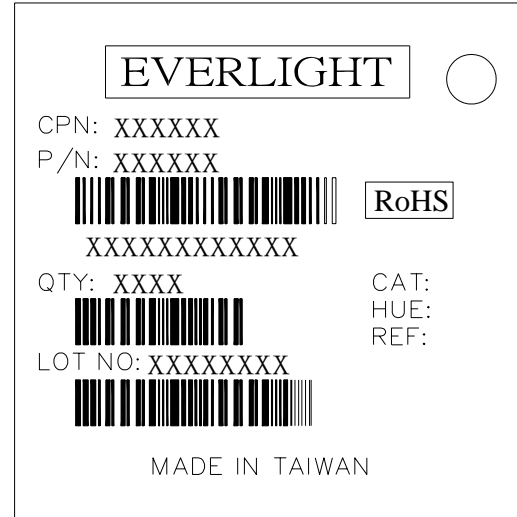 EVERLIGHT
CPN: XXXXXX
P/N: XXXXXX
RoHS
XXXXXXXXXXXX
QTY: XXXX
CAT:
HUE:
REF:
LOT NO: XXXXXXXX
MADE IN TAIWAN